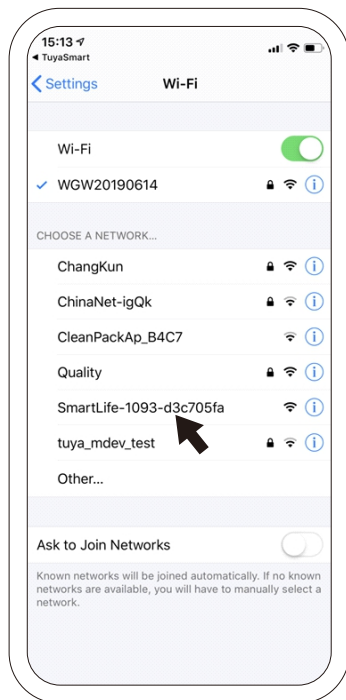 15:13
TuyaSmart
Settings
Wi-Fi
Wi-Fi
WGW20190614
CHOOSE A NETWORK...
ChangKun
ChinaNet-igQk
CleanPackAp_B4C7
Quality
SmartLife-1093-d3c705fa
tuya_mdev_test
Other...
Ask to Join Networks
Known networks will be joined automatically. If no known
networks are available, you will have to manually select a
network.